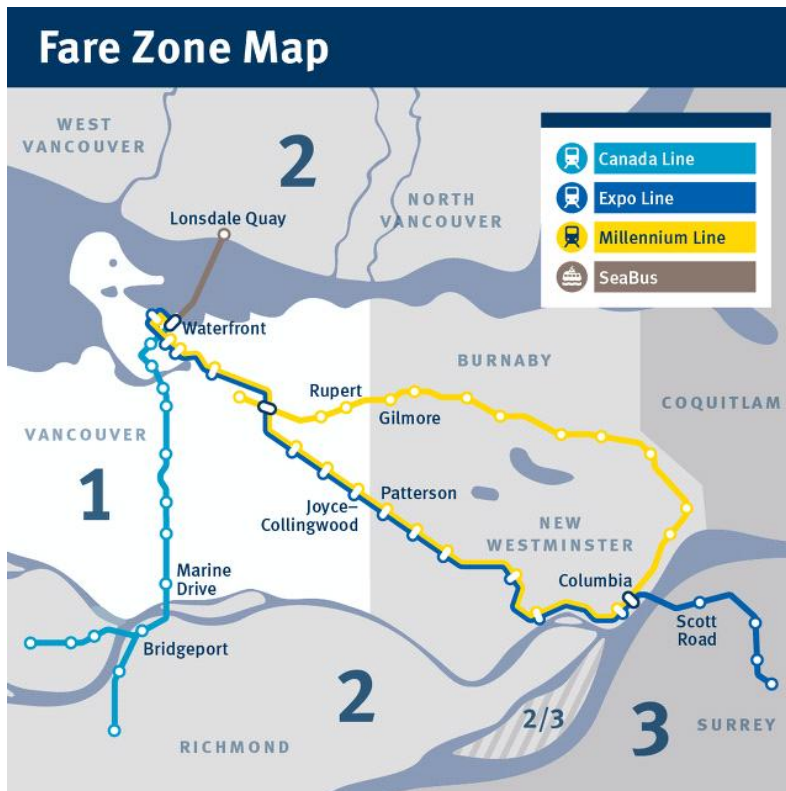 Fare Zone Map
WEST
VANCOUVER
2
NORTH
VANCOUVER
Canada Line
Expo Line
Millennium Line
SeaBus
Lonsdale Quay
Waterfront
BURNABY
Rupert
Gilmore
COQUITLAM
VANCOUVER
1
Patterson
Joyce–
Collingwood
NEW
WESTMINSTER
Marine
Drive
Columbia
Bridgeport
Scott
Road
2
2/3
3
RICHMOND
SURREY